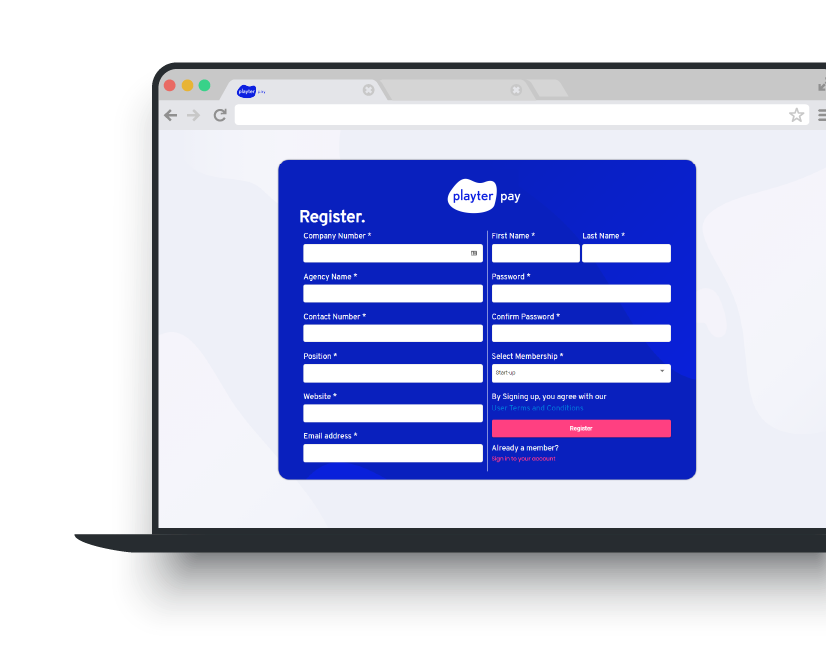 playter pay
playter pay
Register.
Company Number *
Agency Name *
Contact Number *
Position *
Website *
Email address *
First Name *
Last Name *
Password *
Confirm Password *
Select Membership *
Start-up
By Signing up, you agree with our
User Terms and Conditions
Register
Already a member?
Sign in to your account